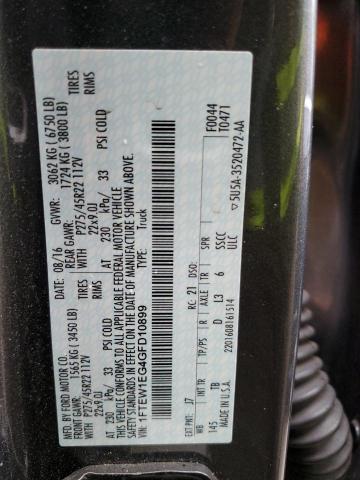 MFD. BY FORD MOTOR CO.
DATE: 08/16 GVWR: 3062 KG ( 6750 LB)
FRONT GAWR: 1565 KG ( 3450 LB) REAR GAWR: 1724 KG ( 3800 LB)
P275/45R22 112V WITH P275/45R22 112V TIRES
22x9.0J 22x9.0J RIMS
AT 230 kPa/ 33 PSI COLD AT 230 kPa/ 33 PSI COLD
THIS VEHICLE CONFORMS TO ALL APPLICABLE FEDERAL MOTOR VEHICLE
SAFETY STANDARDS IN EFFECT ON THE DATE OF MANUFACTURE SHOWN ABOVE.
VIN: 1FTEW1EG4GFD10899
TYPE: Truck
F0044
T0471
EXT PNT: J7 RC: 21 DSO:
WB INT TR TP/PS R AXLE TR SPR
145 TB D L3 6 SSCC
2201608161514 ULC
MADE IN U.S.A.
▽5U5A-3520472-AA